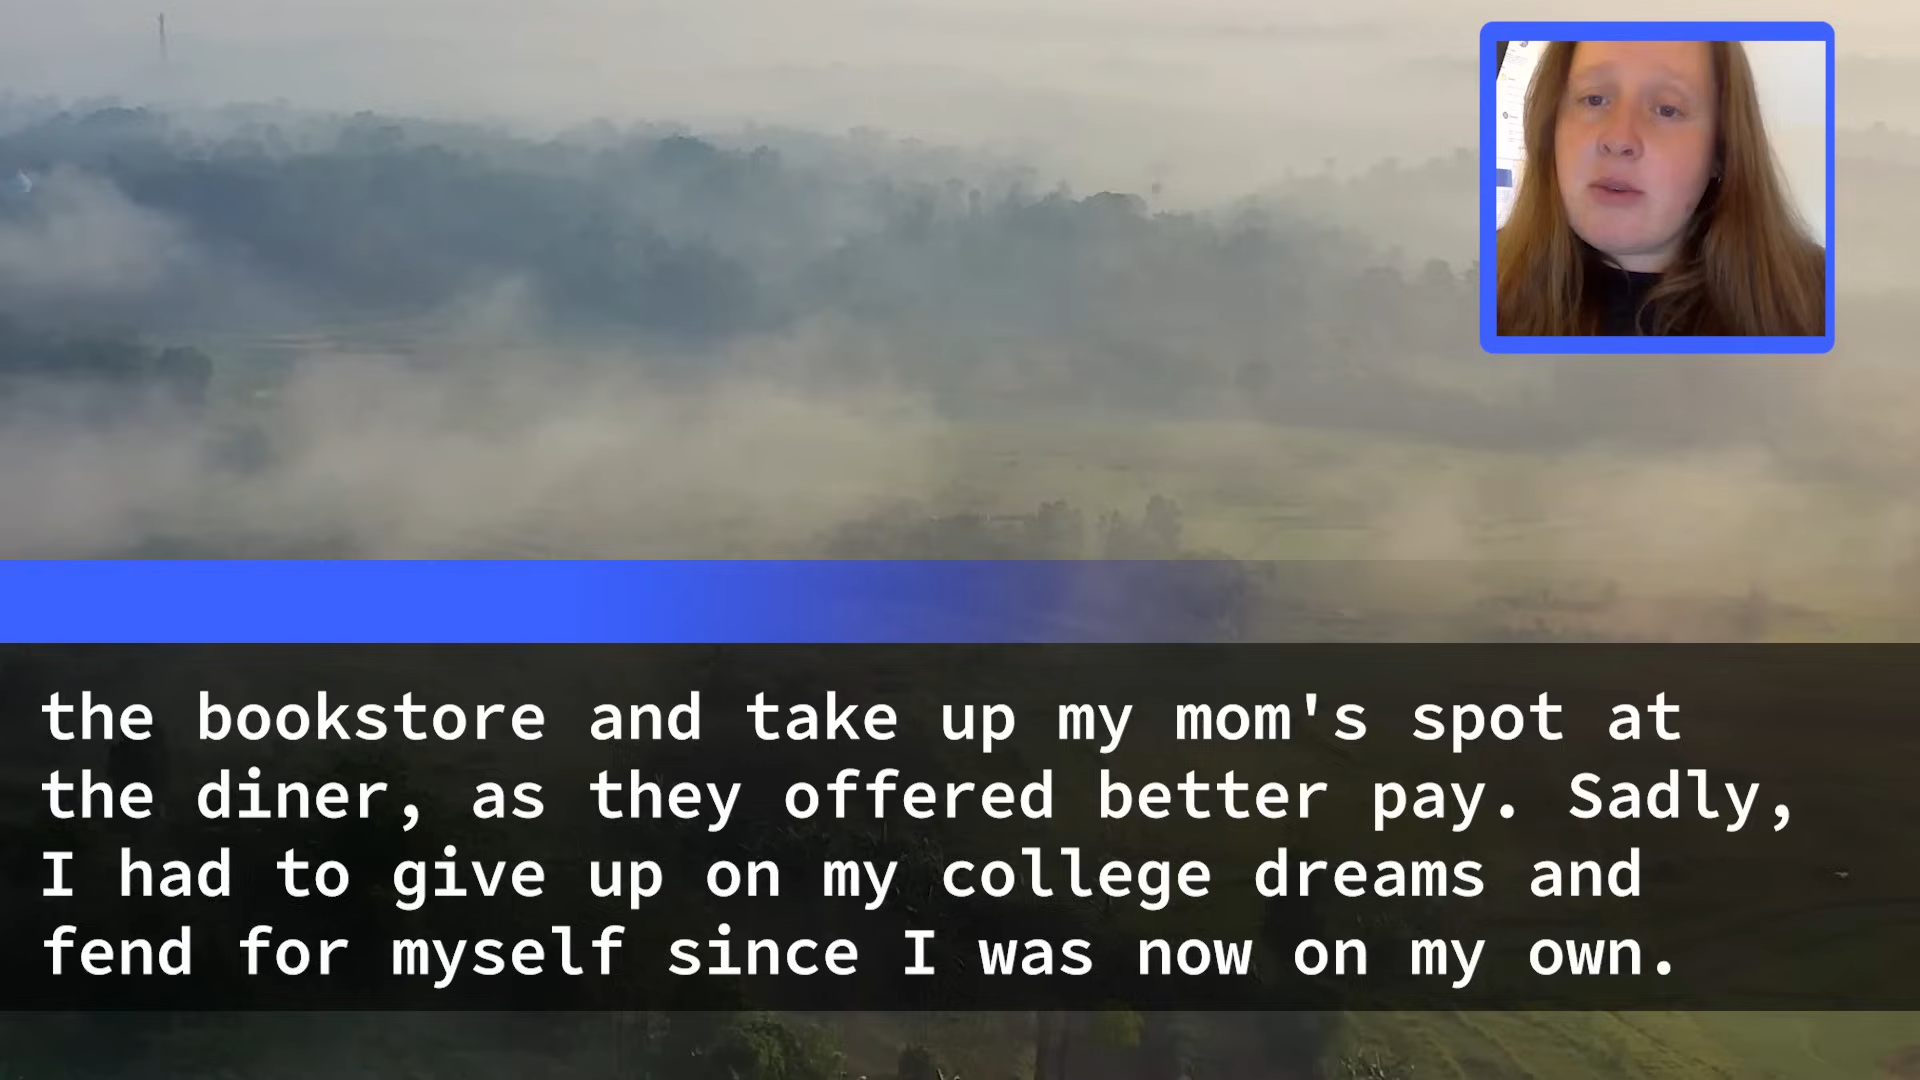 the bookstore and take up my mom's spot at
the diner, as they offered better pay. Sadly,
I had to give up on my college dreams and
fend for myself since I was now on my own.